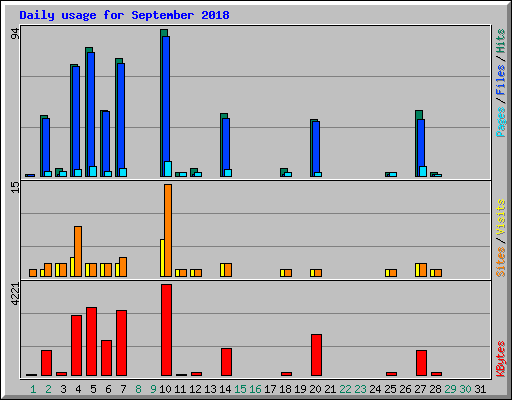 Daily usage for September 2018
94
Pages / Files / Hits
15
Sites / Visits
4221
KBytes
1 2 3 4 5 6 7 8 9 10 11 12 13 14 15 16 17 18 19 20 21 22 23 24 25 26 27 28 29 30 31